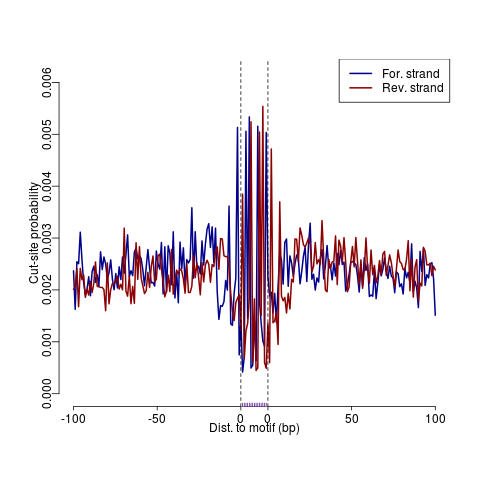 For. strand
Rev. strand
Cut-site probability
0.006
0.005
0.004
0.003
0.002
0.001
0.000
-100 -50 0 0 50 100
Dist. to motif (bp)